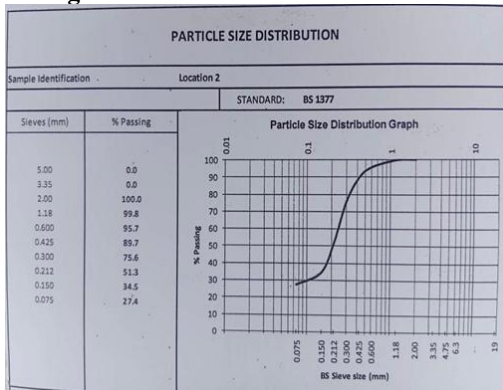 PARTICLE SIZE DISTRIBUTION
Sample Identification Location 2
STANDARD: BS 1377
Sieves (mm) % Passing
5.00 0.0
3.35 0.0
2.00 100.0
1.18 99.8
0.600 95.7
0.425 89.7
0.300 75.6
0.212 51.3
0.150 34.5
0.075 27.4
Particle Size Distribution Graph
0.01 0.1 1 10
% Passing
100
90
80
70
60
50
40
30
20
10
0
0.075 0.150 0.212 0.300 0.425 0.600 1.18 2.00 3.35 4.75 6.3 19
BS Sieve size (mm)